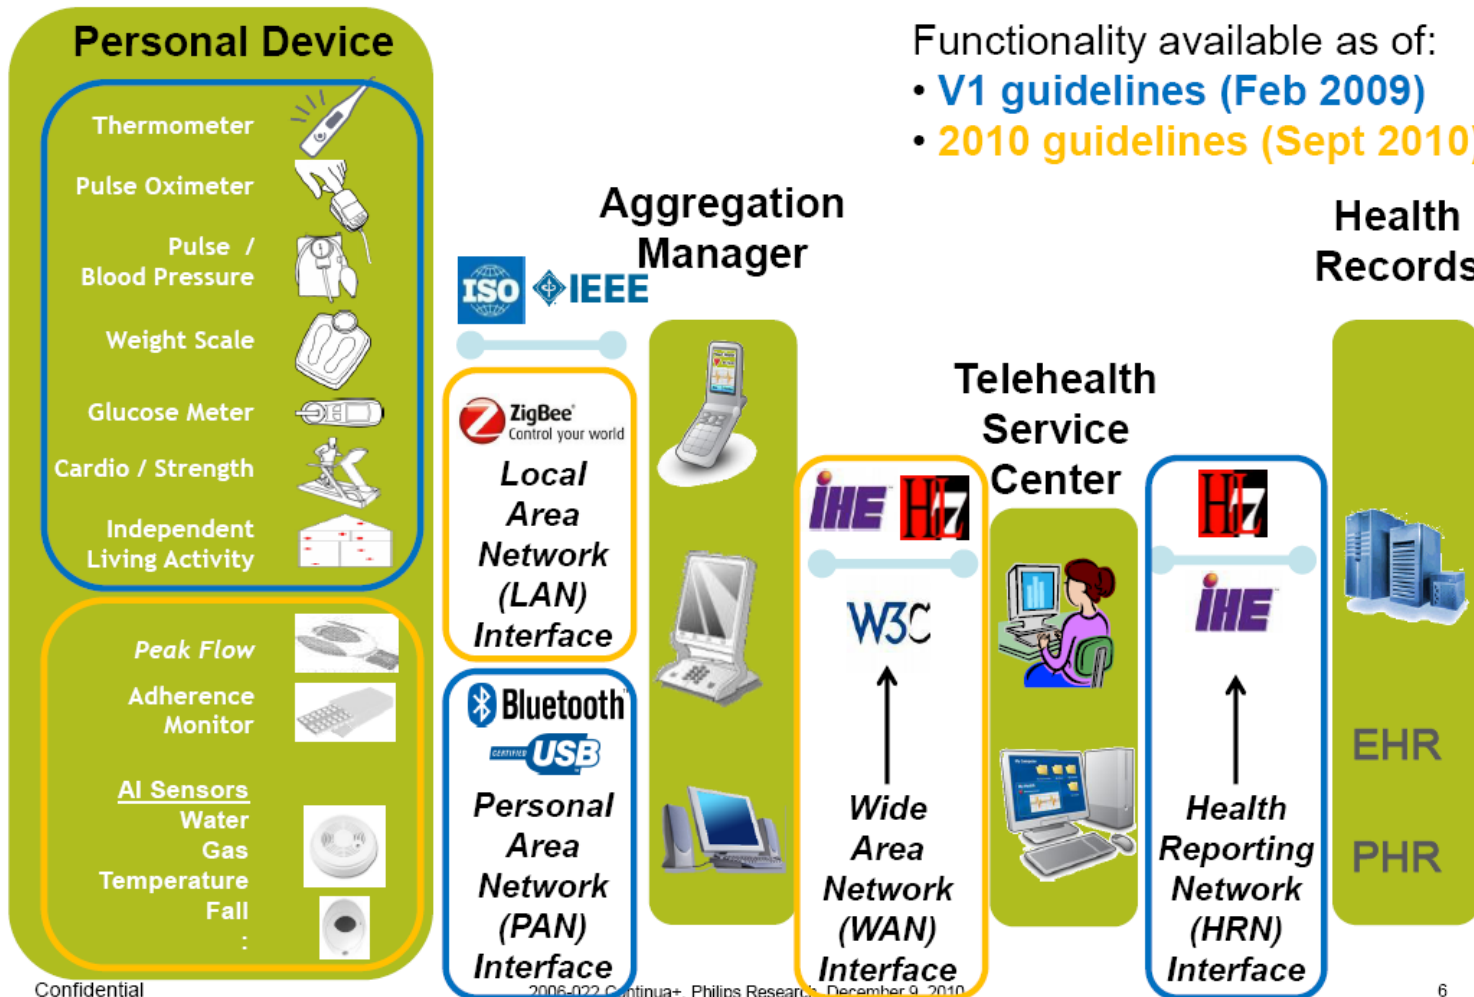 Personal Device
Thermometer
Pulse Oximeter
Pulse /
Blood Pressure
Weight Scale
Glucose Meter
Cardio / Strength
Independent
Living Activity
Peak Flow
Adherence
Monitor
AI Sensors
Water
Gas
Temperature
Fall
:
Functionality available as of:
• V1 guidelines (Feb 2009)
• 2010 guidelines (Sept 2010)
ISO
IEEE
ZigBee
Control your world
Local
Area
Network
(LAN)
Interface
Bluetooth
CERTIFIED USB
Personal
Area
Network
(PAN)
Interface
Aggregation
Manager
IHE HL7
W3C
Wide
Area
Network
(WAN)
Interface
Telehealth
Service
Center
HL7
IHE
Health
Reporting
Network
(HRN)
Interface
Health
Records
EHR
PHR
Confidential
2006-022 Continua+, Philips Research, December 9, 2010
6